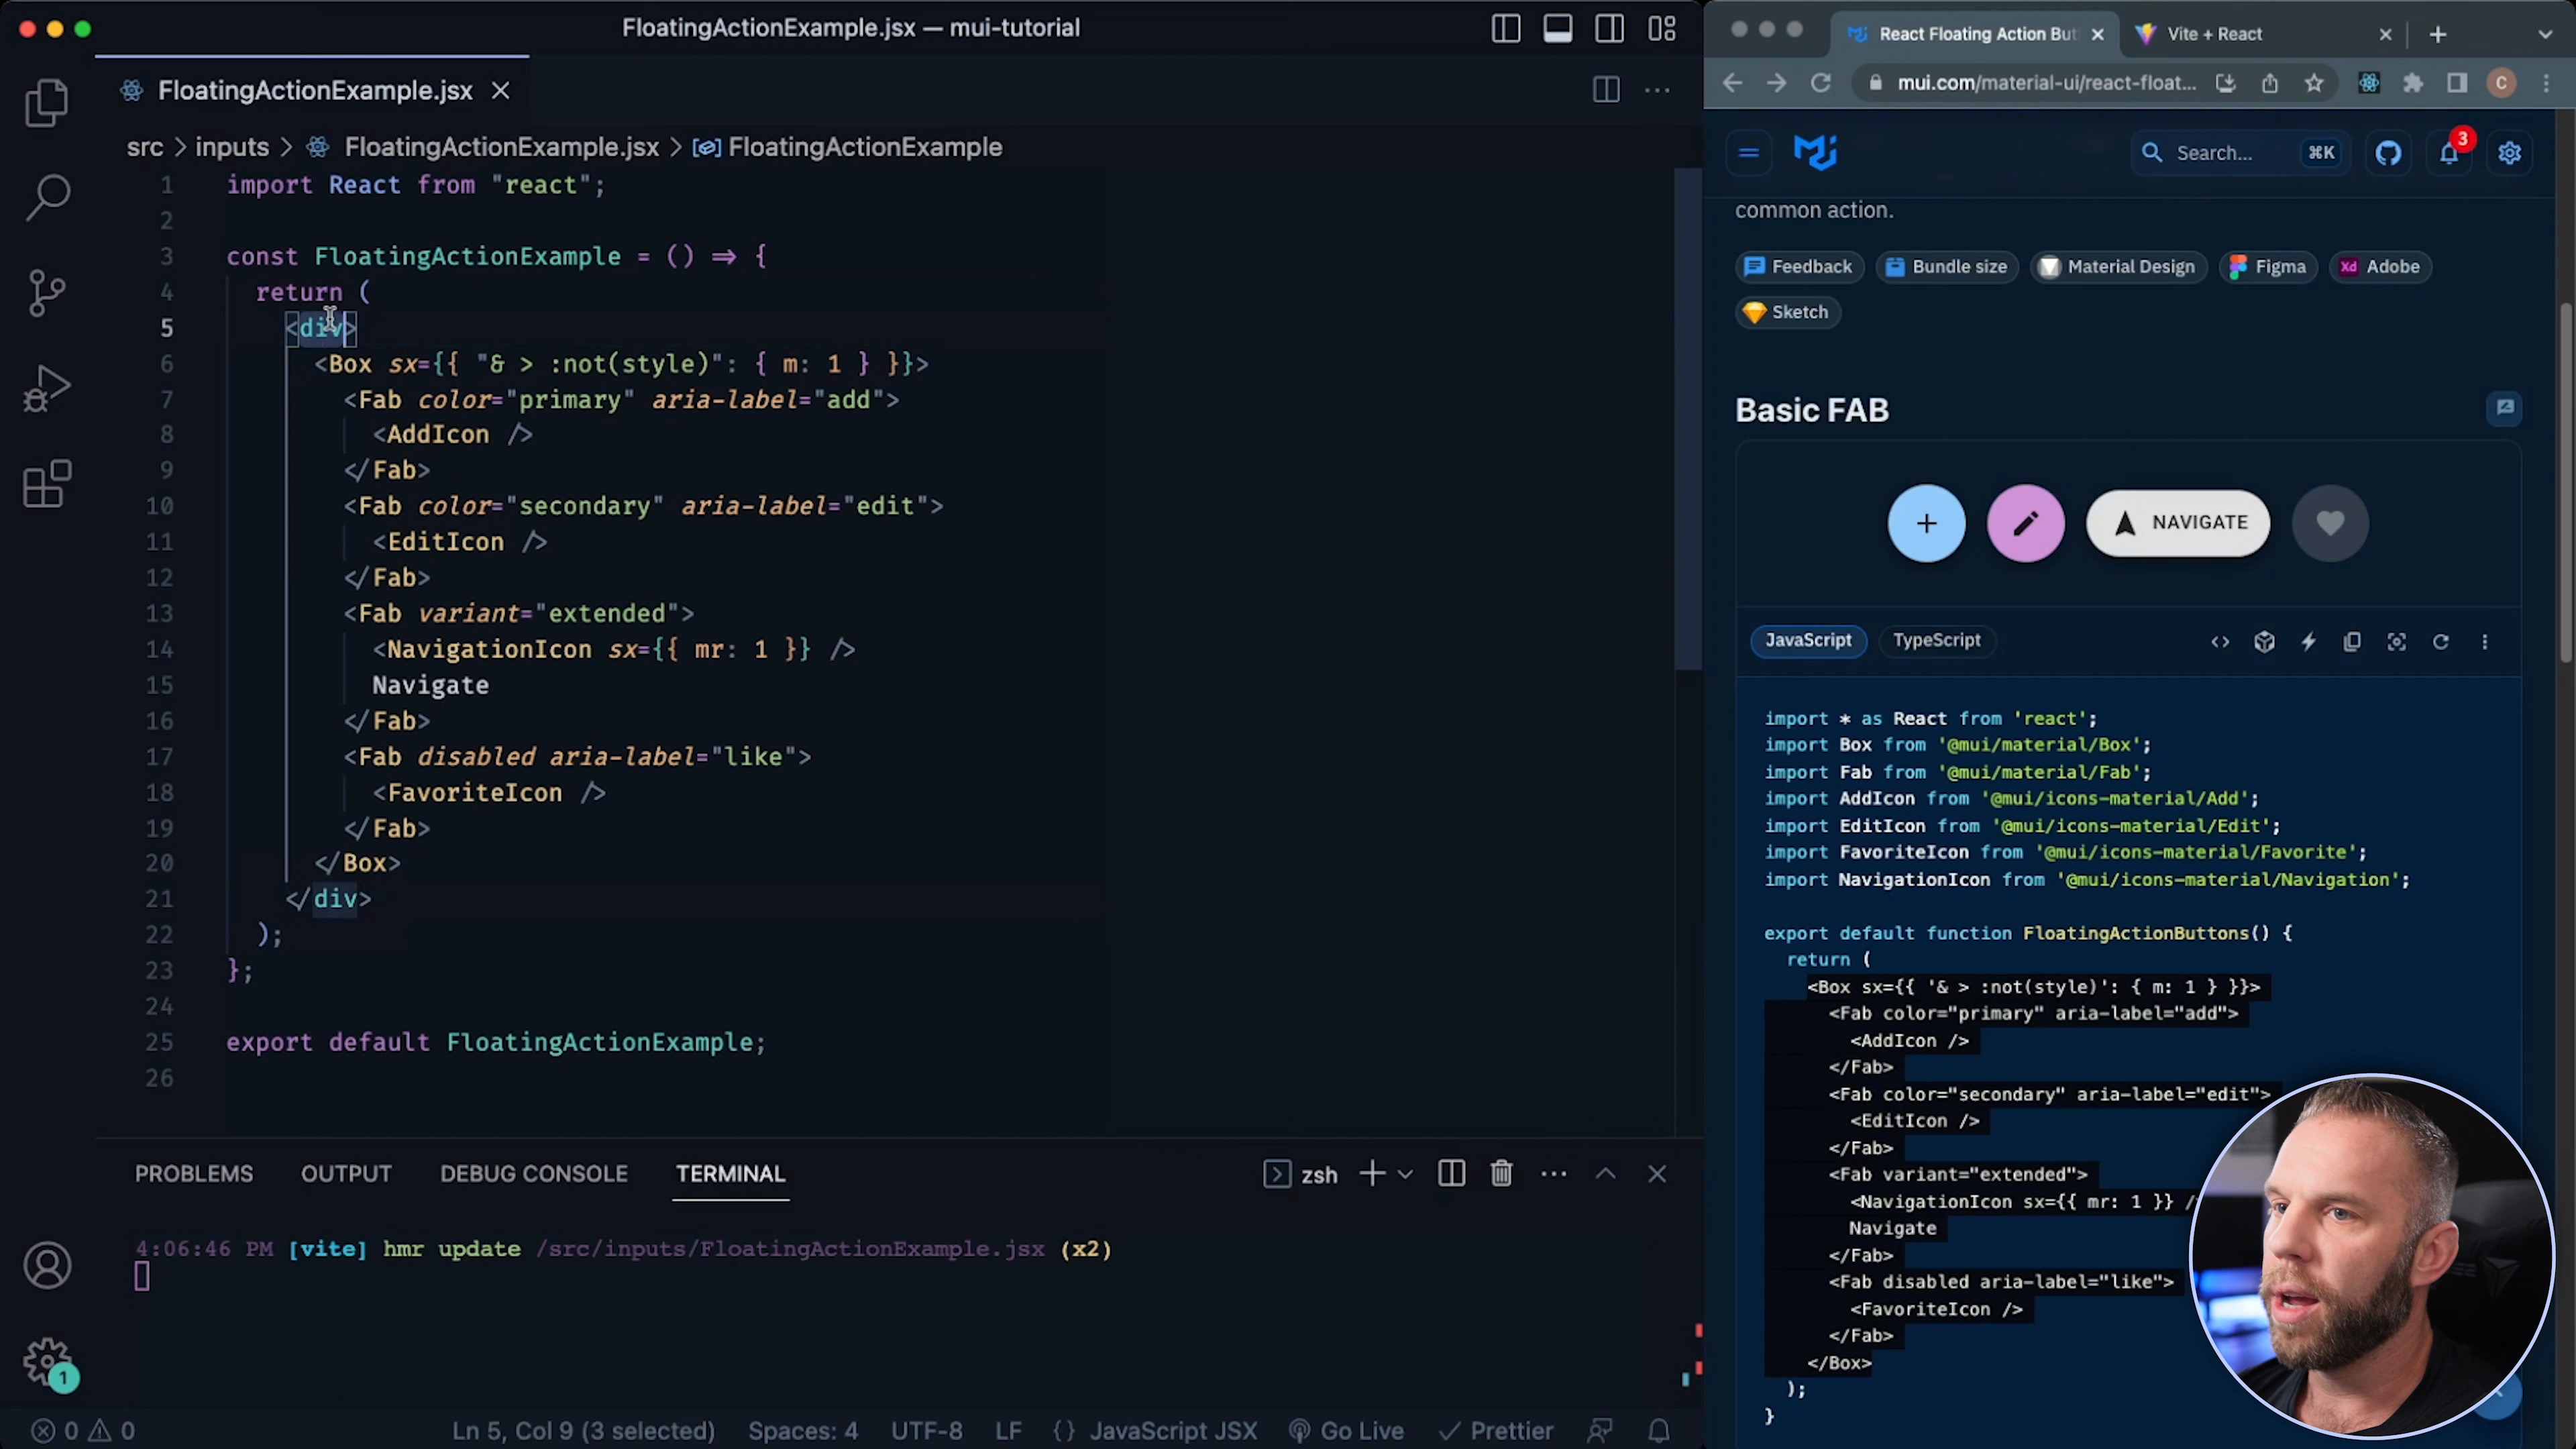 FloatingActionExample.jsx — mui-tutorial
FloatingActionExample.jsx
src > inputs > FloatingActionExample.jsx > FloatingActionExample
1 import React from "react";
2
3 const FloatingActionExample = () => {
4 return (
5 <div>
6 <Box sx={{ "& > :not(style)": { m: 1 } }}>
7 <Fab color="primary" aria-label="add">
8 <AddIcon />
9 </Fab>
10 <Fab color="secondary" aria-label="edit">
11 <EditIcon />
12 </Fab>
13 <Fab variant="extended">
14 <NavigationIcon sx={{ mr: 1 }} />
15 Navigate
16 </Fab>
17 <Fab disabled aria-label="like">
18 <FavoriteIcon />
19 </Fab>
20 </Box>
21 </div>
22 );
23 };
24
25 export default FloatingActionExample;
26
PROBLEMS OUTPUT DEBUG CONSOLE TERMINAL zsh
4:06:46 PM [vite] hmr update /src/inputs/FloatingActionExample.jsx (x2)
1
0 0 Ln 5, Col 9 (3 selected) Spaces: 4 UTF-8 LF {} JavaScript JSX Go Live Prettier
React Floating Action But Vite + React
mui.com/material-ui/react-float... C
Search... ⌘K 3
common action.
Feedback Bundle size Material Design Figma Xd Adobe
Sketch
Basic FAB
NAVIGATE
JavaScript TypeScript
import * as React from 'react';
import Box from '@mui/material/Box';
import Fab from '@mui/material/Fab';
import AddIcon from '@mui/icons-material/Add';
import EditIcon from '@mui/icons-material/Edit';
import FavoriteIcon from '@mui/icons-material/Favorite';
import NavigationIcon from '@mui/icons-material/Navigation';
export default function FloatingActionButtons() {
return (
<Box sx={{ '& > :not(style)': { m: 1 } }}>
<Fab color="primary" aria-label="add">
<AddIcon />
</Fab>
<Fab color="secondary" aria-label="edit">
<EditIcon />
</Fab>
<Fab variant="extended">
<NavigationIcon sx={{ mr: 1 }} /
Navigate
</Fab>
<Fab disabled aria-label="like">
<FavoriteIcon />
</Fab>
</Box>
);
}